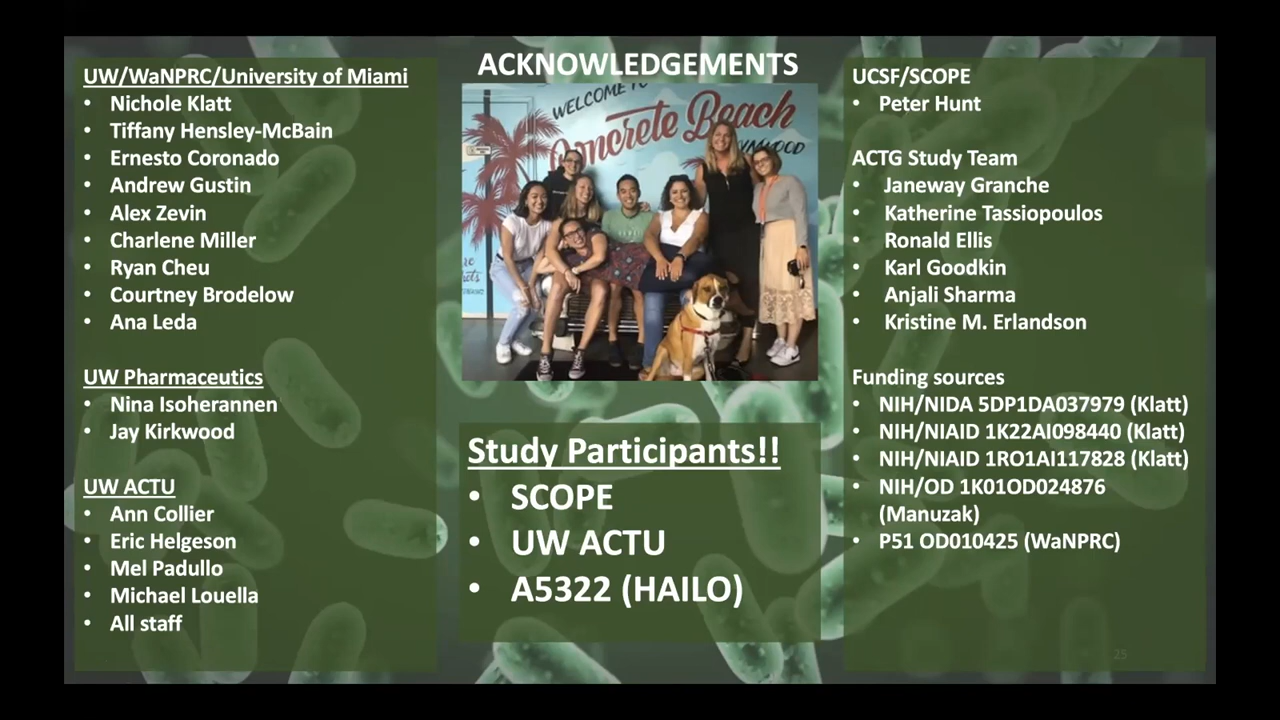 ACKNOWLEDGEMENTS
UW/WaNPRC/University of Miami
• Nichole Klatt
• Tiffany Hensley-McBain
• Ernesto Coronado
• Andrew Gustin
• Alex Zevin
• Charlene Miller
• Ryan Cheu
• Courtney Brodelow
• Ana Leda
UW Pharmaceutics
• Nina Isoherannen
• Jay Kirkwood
UW ACTU
• Ann Collier
• Eric Helgeson
• Mel Padullo
• Michael Louella
• All staff
WELCOME TO
Concrete Beach
Study Participants!!
• SCOPE
• UW ACTU
• A5322 (HAILO)
UCSF/SCOPE
• Peter Hunt
ACTG Study Team
• Janeway Granche
• Katherine Tassiopoulos
• Ronald Ellis
• Karl Goodkin
• Anjali Sharma
• Kristine M. Erlandson
Funding sources
• NIH/NIDA 5DP1DA037979 (Klatt)
• NIH/NIAID 1K22AI098440 (Klatt)
• NIH/NIAID 1RO1AI117828 (Klatt)
• NIH/OD 1K01OD024876
(Manuzak)
• P51 OD010425 (WaNPRC)
25